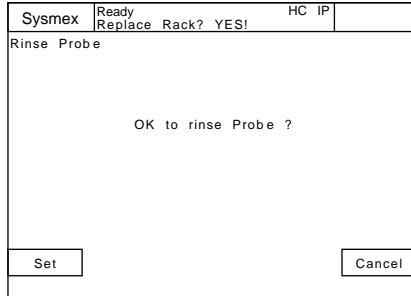 Sysmex
Ready HC IP
Replace Rack? YES!
Rinse Probe
OK to rinse Probe ?
Set Cancel